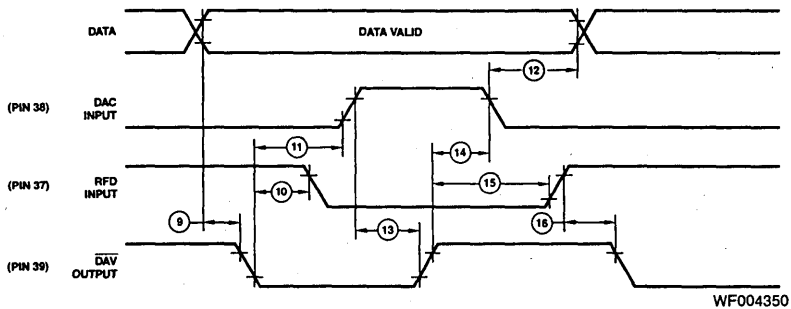 DATA
DATA VALID
12
(PIN 38)
DAC
INPUT
11
14
(PIN 37)
RFD
INPUT
10
15
9
13
16
(PIN 39)
DAV
OUTPUT
WF004350